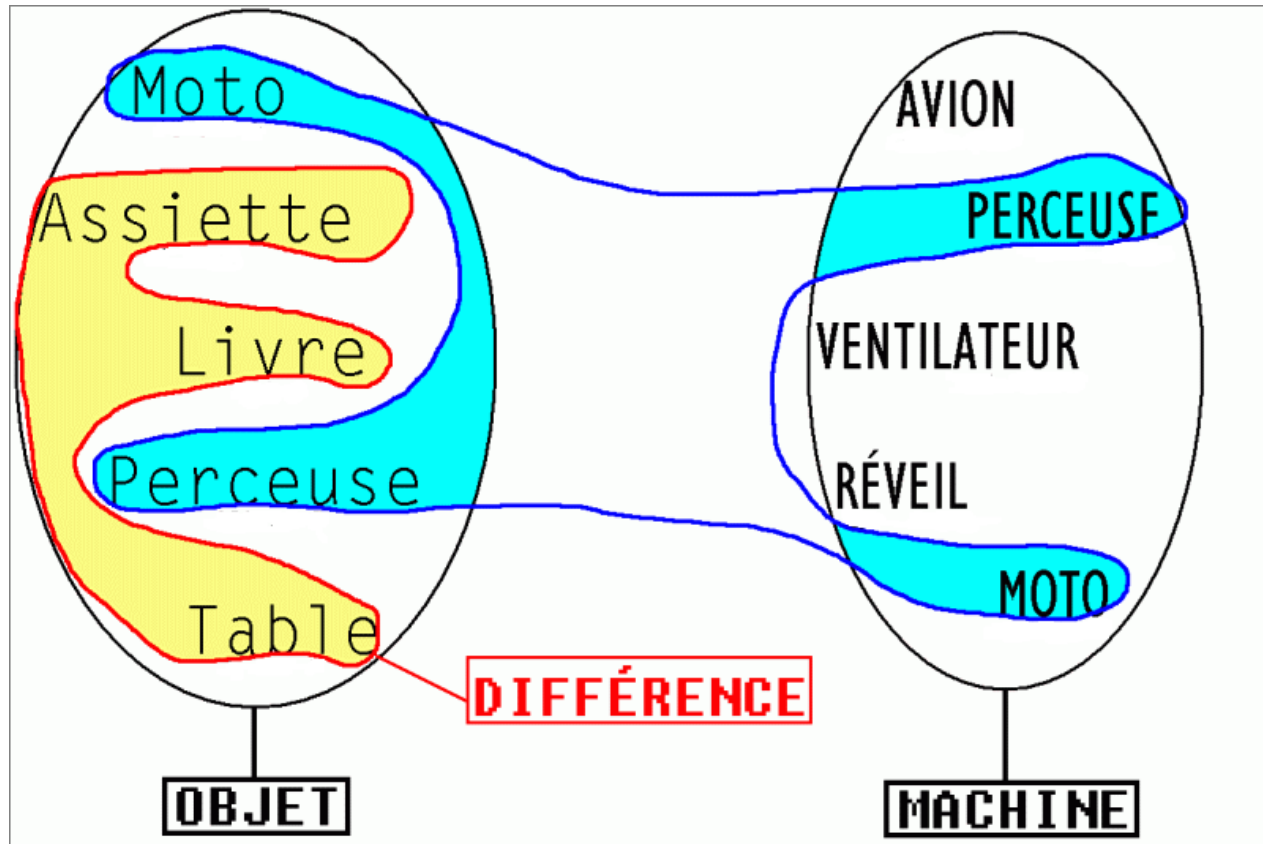 Moto
Assiette
Livre
Perceuse
Table
AVION
PERCEUSE
VENTILATEUR
RÉVEIL
MOTO
DIFFÉRENCE
OBJET
MACHINE